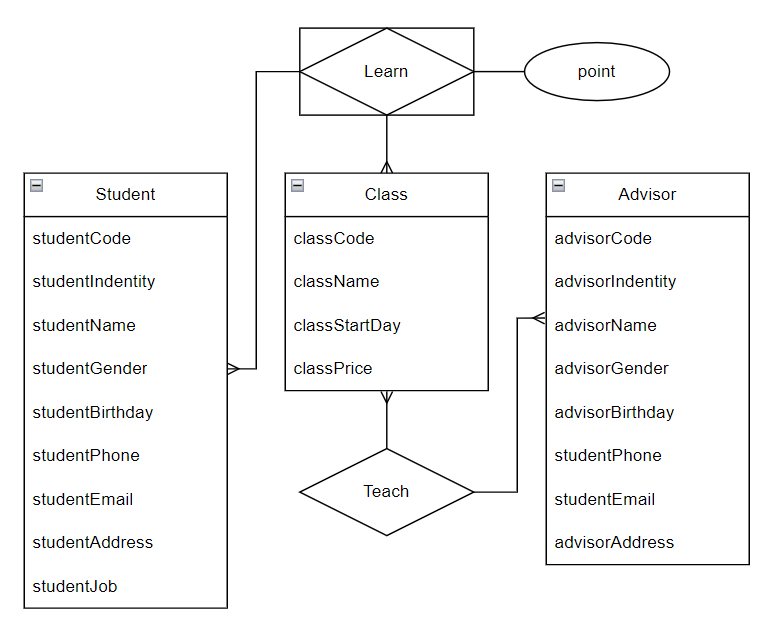 Learn
point
Student
studentCode
studentIndentity
studentName
studentGender
studentBirthday
studentPhone
studentEmail
studentAddress
studentJob
Class
classCode
className
classStartDay
classPrice
Teach
Advisor
advisorCode
advisorIndentity
advisorName
advisorGender
advisorBirthday
studentPhone
studentEmail
advisorAddress